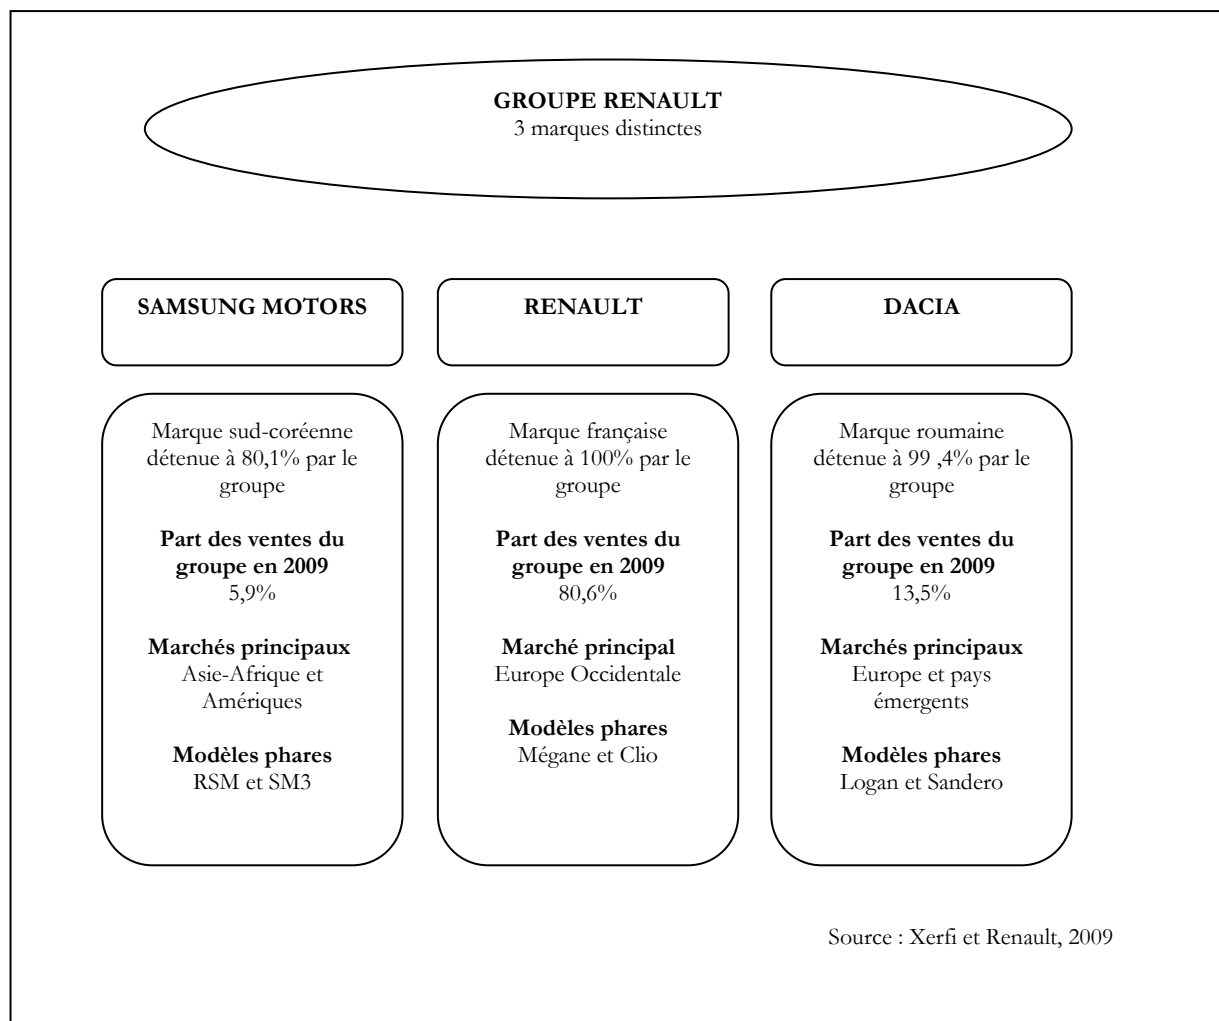 GROUPE RENAULT
3 marques distinctes
SAMSUNG MOTORS
RENAULT
DACIA
Marque sud-coréenne
détenue à 80,1% par le
groupe
Part des ventes du
groupe en 2009
5,9%
Marchés principaux
Asie-Afrique et
Amériques
Modèles phares
RSM et SM3
Marque française
détenue à 100% par le
groupe
Part des ventes du
groupe en 2009
80,6%
Marché principal
Europe Occidentale
Modèles phares
Mégane et Clio
Marque roumaine
détenue à 99 ,4% par le
groupe
Part des ventes du
groupe en 2009
13,5%
Marchés principaux
Europe et pays
émergents
Modèles phares
Logan et Sandero
Source : Xerfi et Renault, 2009